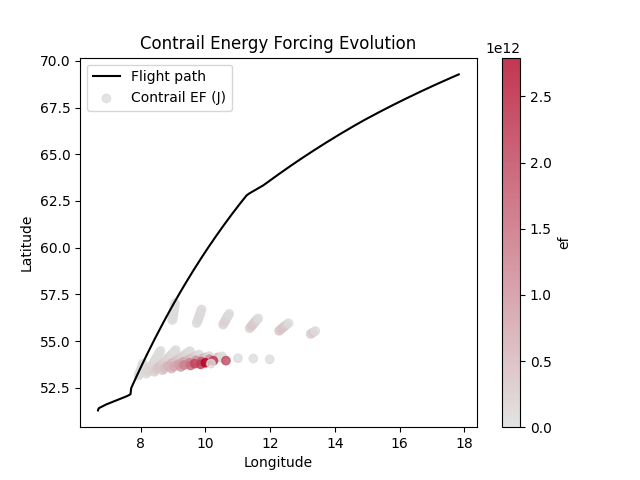 Contrail Energy Forcing Evolution
1e12
Flight path
Contrail EF (J)
70.0
67.5
65.0
62.5
60.0
57.5
55.0
52.5
Latitude
8
10
12
14
16
18
Longitude
2.5
2.0
1.5
1.0
0.5
0.0
ef